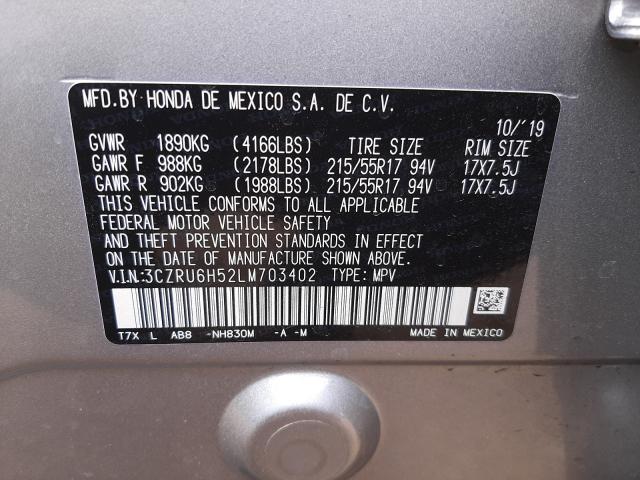 MFD.BY HONDA DE MEXICO S.A. DE C.V.
10/'19
GVWR 1890KG (4166LBS) TIRE SIZE RIM SIZE
GAWR F 988KG (2178LBS) 215/55R17 94V 17X7.5J
GAWR R 902KG (1988LBS) 215/55R17 94V 17X7.5J
THIS VEHICLE CONFORMS TO ALL APPLICABLE
FEDERAL MOTOR VEHICLE SAFETY
AND THEFT PREVENTION STANDARDS IN EFFECT
ON THE DATE OF MANUFACTURE SHOWN ABOVE.
V.I.N.:3CZRU6H52LM703402 TYPE: MPV
T7X L AB8 -NH830M -A -M MADE IN MEXICO